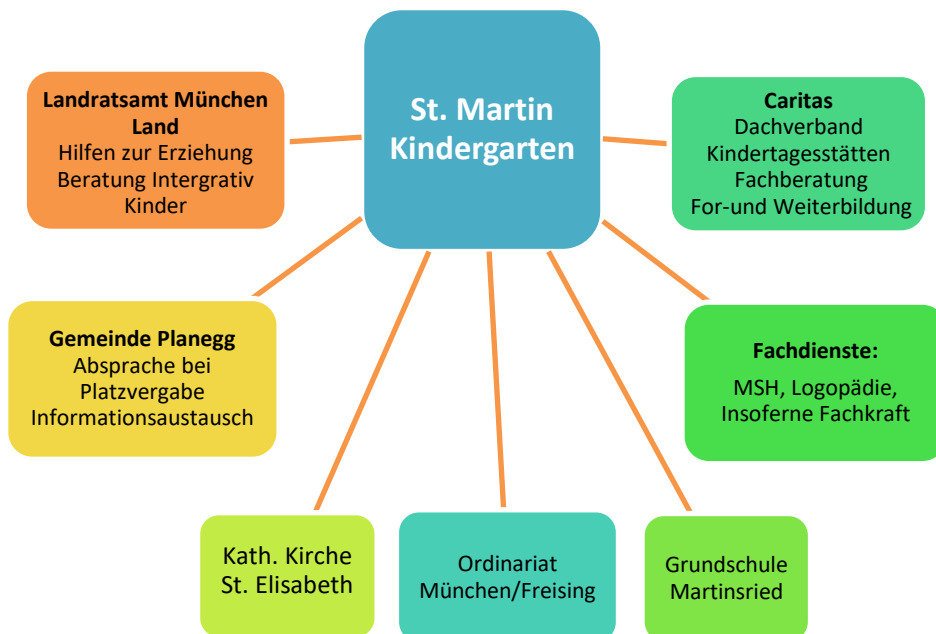 St. Martin
Kindergarten
Landratsamt München
Land
Hilfen zur Erziehung
Beratung Intergrativ
Kinder
Caritas
Dachverband
Kindertagesstätten
Fachberatung
For-und Weiterbildung
Gemeinde Planegg
Absprache bei
Platzvergabe
Informationsaustausch
Fachdienste:
MSH, Logopädie,
Insoferne Fachkraft
Kath. Kirche
St. Elisabeth
Ordinariat
München/Freising
Grundschule
Martinsried